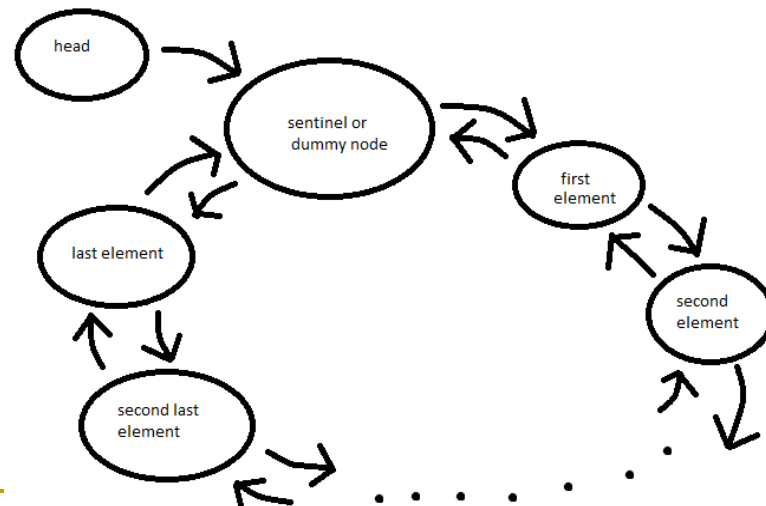 head
sentinel or
dummy node
first
element
last element
second
element
second last
element